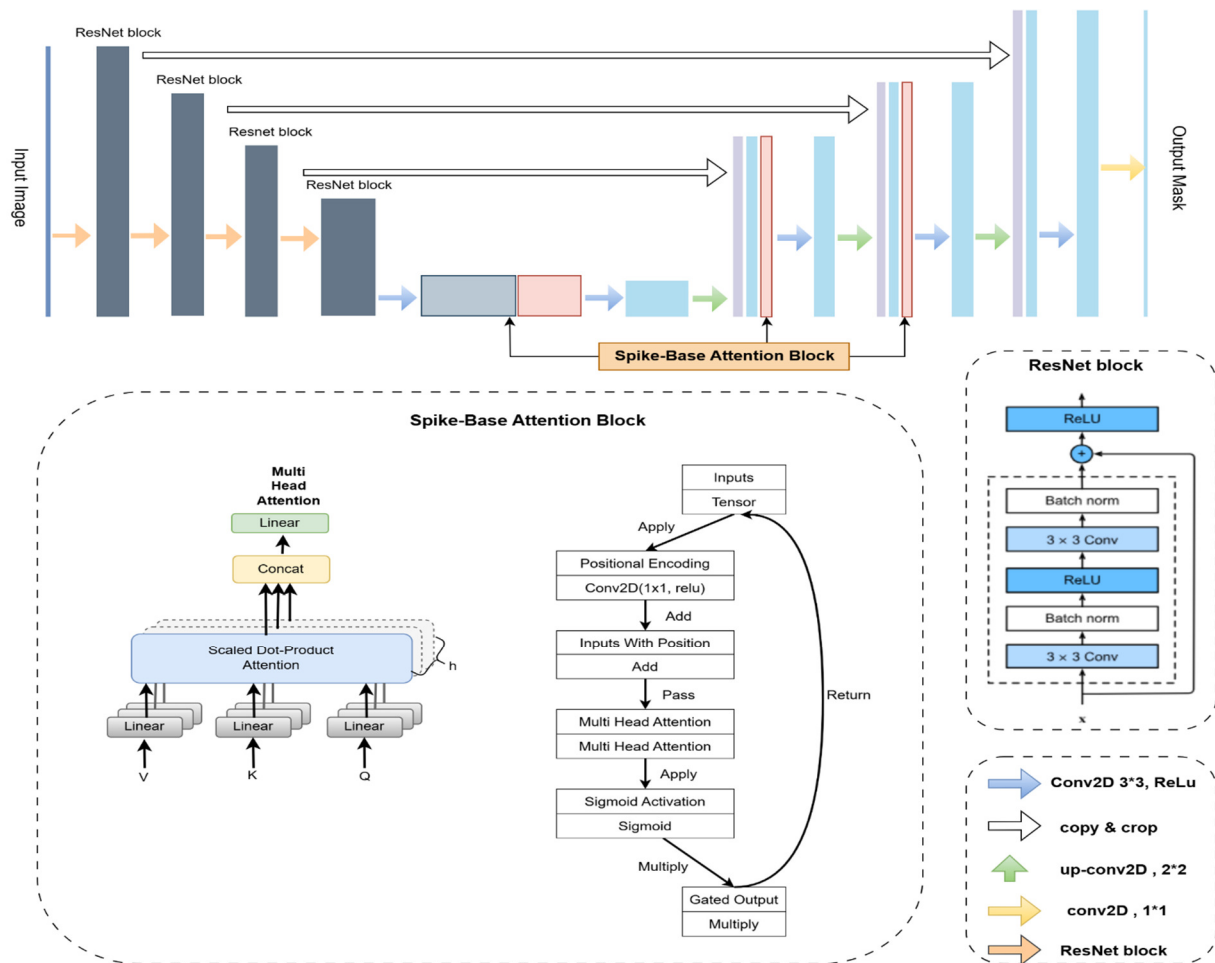 ResNet block
ResNet block
Resnet block
ResNet block
Input Image
Output Mask
Spike-Base Attention Block
Spike-Base Attention Block
Multi
Head
Attention
Linear
Concat
Scaled Dot-Product
Attention
h
Linear
Linear
Linear
V
K
Q
Inputs
Tensor
Apply
Positional Encoding
Conv2D(1x1, relu)
Add
Inputs With Position
Add
Pass
Multi Head Attention
Multi Head Attention
Apply
Sigmoid Activation
Sigmoid
Multiply
Gated Output
Multiply
Return
ResNet block
ReLU
+
Batch norm
3 × 3 Conv
ReLU
Batch norm
3 × 3 Conv
x
Conv2D 3*3, ReLu
copy & crop
up-conv2D , 2*2
conv2D , 1*1
ResNet block